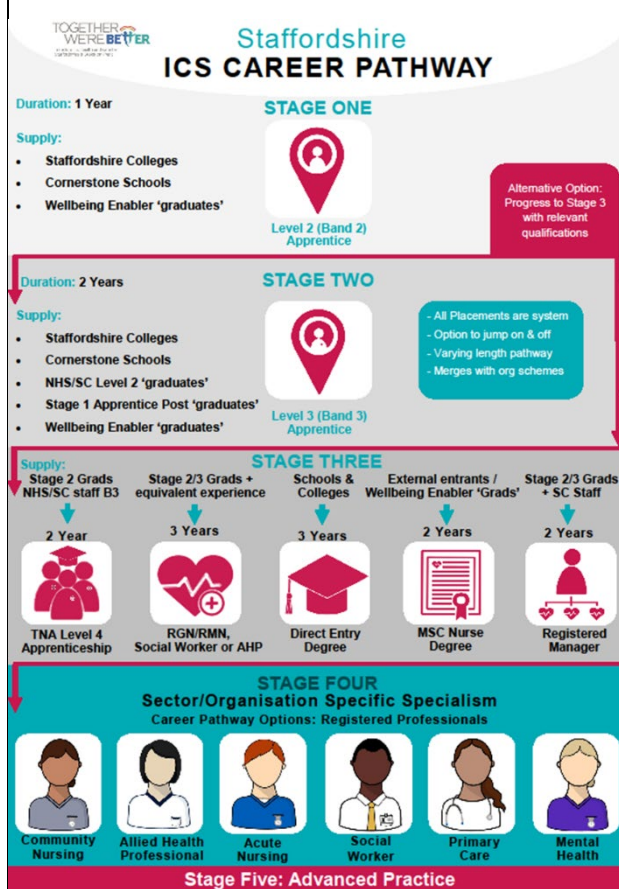 TOGETHER
WE'RE BETTER
Staffordshire
ICS CAREER PATHWAY
Duration: 1 Year
STAGE ONE
Supply:
• Staffordshire Colleges
• Cornerstone Schools
• Wellbeing Enabler ‘graduates’
Level 2 (Band 2)
Apprentice
Alternative Option:
Progress to Stage 3
with relevant
qualifications
Duration: 2 Years
STAGE TWO
Supply:
• Staffordshire Colleges
• Cornerstone Schools
• NHS/SC Level 2 ‘graduates’
• Stage 1 Apprentice Post ‘graduates’
• Wellbeing Enabler ‘graduates’
Level 3 (Band 3)
Apprentice
- All Placements are system
- Option to jump on & off
- Varying length pathway
- Merges with org schemes
STAGE THREE
Supply:
Stage 2 Grads
NHS/SC staff B3
2 Year
TNA Level 4
Apprenticeship
Stage 2/3 Grads +
equivalent experience
3 Years
RGN/RMN,
Social Worker or AHP
Schools &
Colleges
3 Years
Direct Entry
Degree
External entrants /
Wellbeing Enabler ‘Grads’
2 Years
MSC Nurse
Degree
Stage 2/3 Grads
+ SC Staff
2 Years
Registered
Manager
STAGE FOUR
Sector/Organisation Specific Specialism
Career Pathway Options: Registered Professionals
Community
Nursing
Allied Health
Professional
Acute
Nursing
Social
Worker
Primary
Care
Mental
Health
Stage Five: Advanced Practice